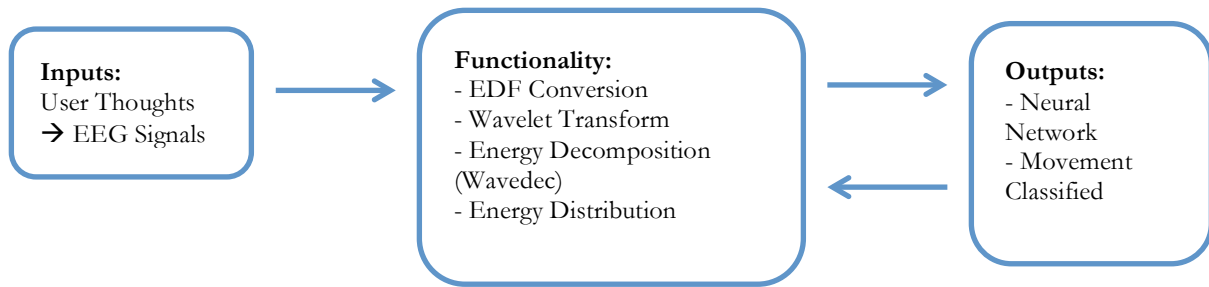 Inputs:
User Thoughts
→ EEG Signals
Functionality:
- EDF Conversion
- Wavelet Transform
- Energy Decomposition
(Wavedec)
- Energy Distribution
Outputs:
- Neural
Network
- Movement
Classified